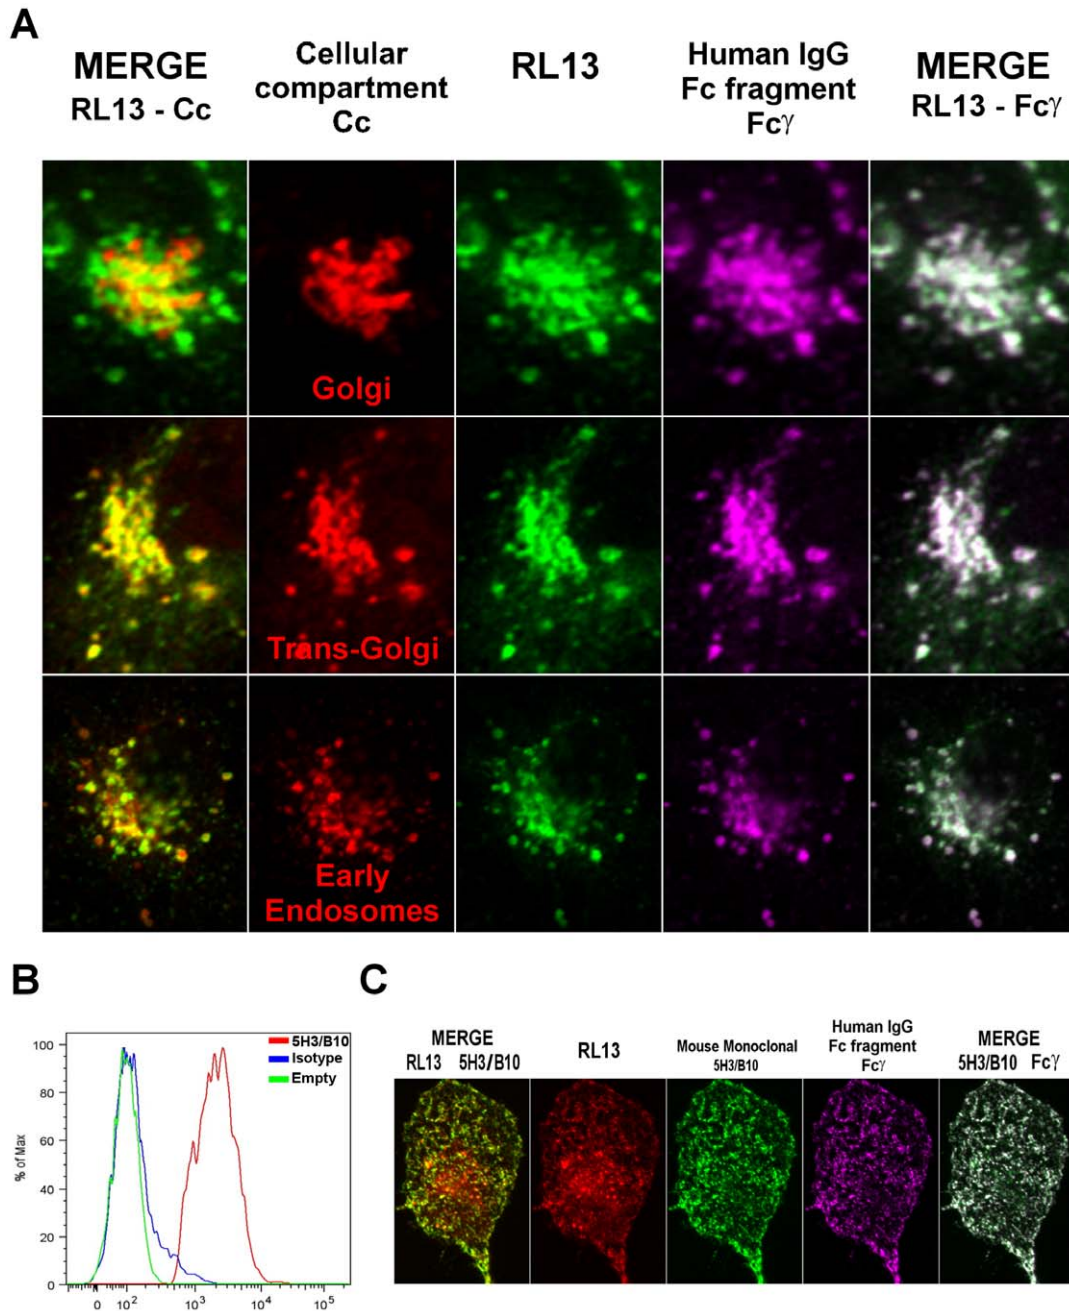 A
MERGE
RL13 - Cc
Cellular
compartment
Cc
RL13
Human IgG
Fc fragment
Fcγ
MERGE
RL13 - Fcγ
Golgi
Trans-Golgi
Early
Endosomes
B
5H3/B10
Isotype
Empty
% of Max
100
80
60
40
20
0
0 10² 10³ 10⁴ 10⁵
C
MERGE
RL13 5H3/B10
RL13
Mouse Monoclonal
5H3/B10
Human IgG
Fc fragment
Fcγ
MERGE
5H3/B10 Fcγ